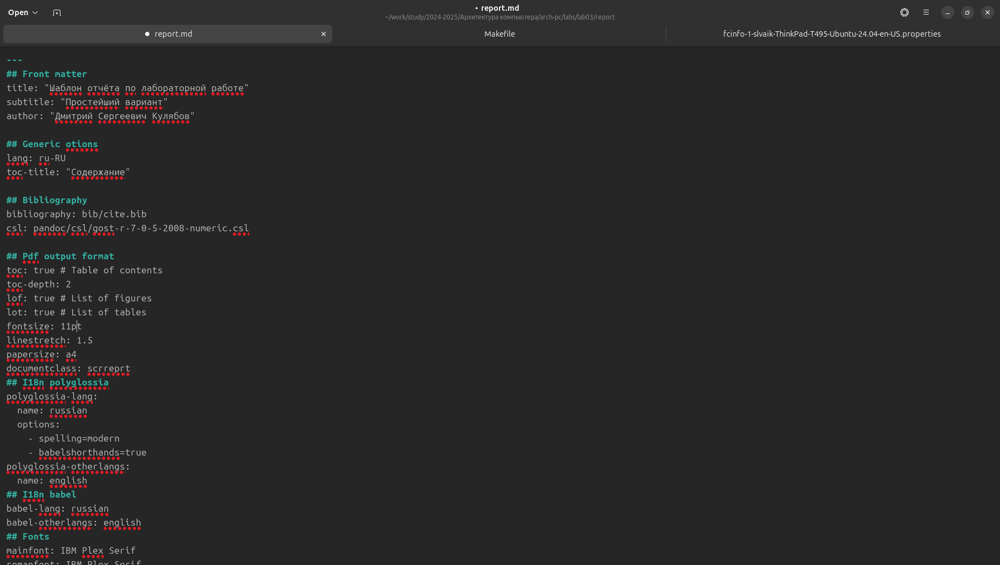 Open
• report.md
~/work/study/2024-2025/Архитектура компьютера/arch-pc/labs/lab03/report
report.md
Makefile
fcinfo-1-slvaik-ThinkPad-T495-Ubuntu-24.04-en-US.properties
---
## Front matter
title: "Шаблон отчёта по лабораторной работе"
subtitle: "Простейший вариант"
author: "Дмитрий Сергеевич Кулябов"
## Generic otions
lang: ru-RU
toc-title: "Содержание"
## Bibliography
bibliography: bib/cite.bib
csl: pandoc/csl/gost-r-7-0-5-2008-numeric.csl
## Pdf output format
toc: true # Table of contents
toc-depth: 2
lof: true # List of figures
lot: true # List of tables
fontsize: 11pt
linestretch: 1.5
papersize: a4
documentclass: scrreprt
## I18n polyglossia
polyglossia-lang:
  name: russian
  options:
    - spelling=modern
    - babelshorthands=true
polyglossia-otherlangs:
  name: english
## I18n babel
babel-lang: russian
babel-otherlangs: english
## Fonts
mainfont: IBM Plex Serif
romanfont: IBM Plex Serif